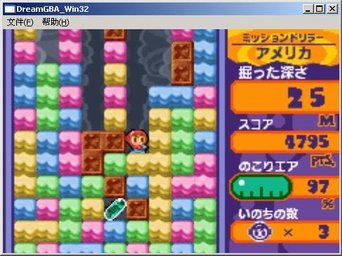 DreamGBA_Win32
文件(F) 帮助(H)
ミッションドリラー
アメリカ
掘った深さ
25
M
スコア
4795
PTS.
のこりエア
97
%
いのちの数
× 3